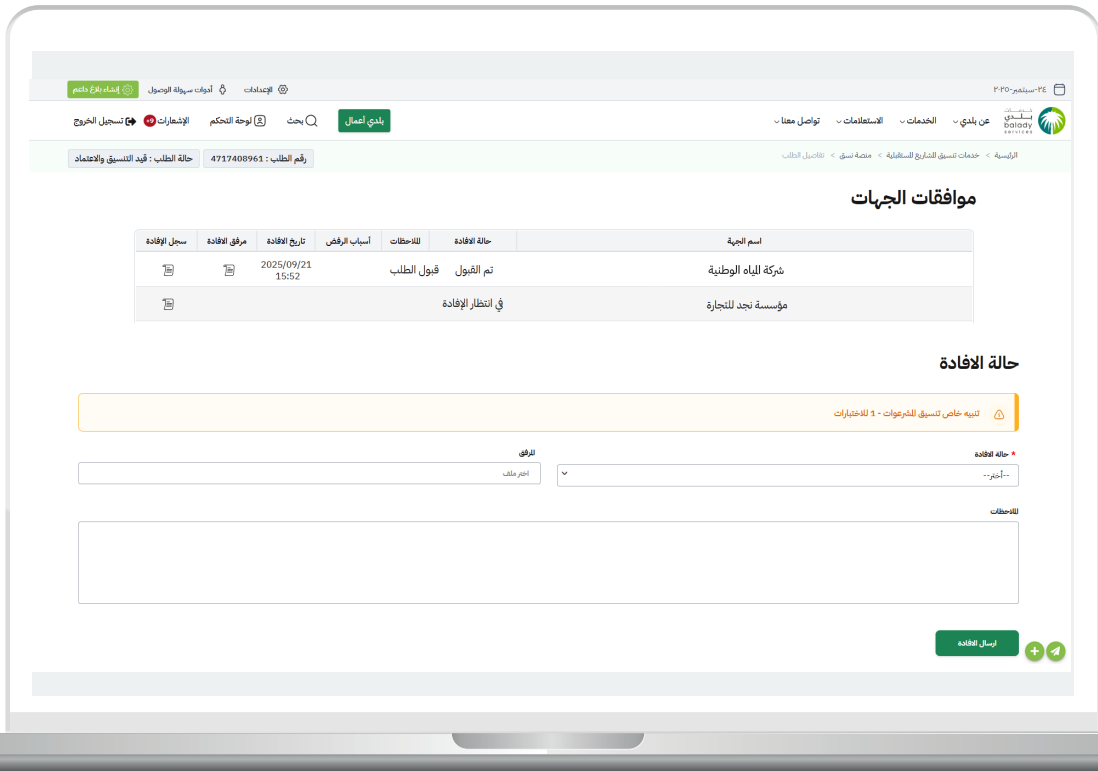 ٢٤-سبتمبر-٢٠٢٥
الإعدادات
أدوات سهولة الوصول
إنشاء بلاغ داعم
خدمــات
بـــلـــدي
balady
services
عن بلدي
الخدمات
الاستعلامات
تواصل معنا
بلدي أعمال
بحث
لوحة التحكم
الإشعارات +9
تسجيل الخروج
الرئيسية > خدمات تنسيق المشاريع المستقبلية > منصة نسق > تفاصيل الطلب
رقم الطلب : 4717408961
حالة الطلب : قيد التنسيق والاعتماد
موافقات الجهات
اسم الجهة حالة الافادة الملاحظات أسباب الرفض تاريخ الافادة مرفق الافادة سجل الإفادة
شركة المياه الوطنية تم القبول قبول الطلب 2025/09/21
15:52
مؤسسة نجد للتجارة في انتظار الإفادة
حالة الافادة
تنبيه خاص تنسيق المشرعوات - 1 للاختبارات
* حالة الافادة
--أختر--
المرفق
اختر ملف
الملاحظات
ارسال الافادة